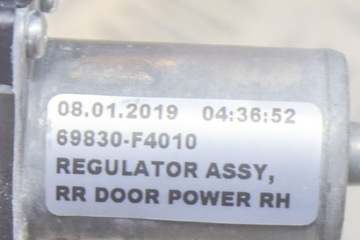 08.01.2019 04:36:52
69830-F4010
REGULATOR ASSY,
RR DOOR POWER RH